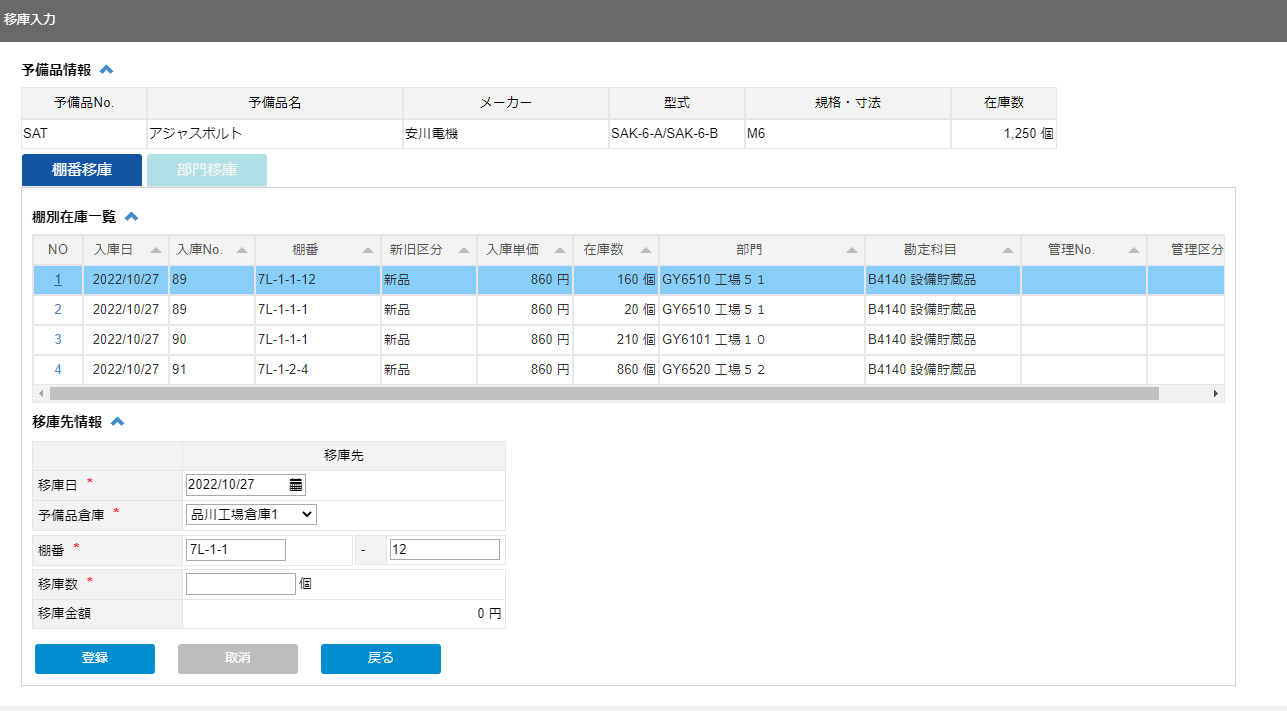 移庫入力
予備品情報
予備品No. 予備品名 メーカー 型式 規格・寸法 在庫数
SAT アジャスボルト 安川電機 SAK-6-A/SAK-6-B M6 1,250 個
棚番移庫 部門移庫
棚別在庫一覧
NO 入庫日 入庫No. 棚番 新旧区分 入庫単価 在庫数 部門 勘定科目 管理No. 管理区分
1 2022/10/27 89 7L-1-1-12 新品 860 円 160 個 GY6510 工場５１ B4140 設備貯蔵品
2 2022/10/27 89 7L-1-1-1 新品 860 円 20 個 GY6510 工場５１ B4140 設備貯蔵品
3 2022/10/27 90 7L-1-1-1 新品 860 円 210 個 GY6101 工場１０ B4140 設備貯蔵品
4 2022/10/27 91 7L-1-2-4 新品 860 円 860 個 GY6520 工場５２ B4140 設備貯蔵品
移庫先情報
移庫先
移庫日 * 2022/10/27
予備品倉庫 * 品川工場倉庫1
棚番 * 7L-1-1 - 12
移庫数 * 個
移庫金額 0 円
登録 取消 戻る